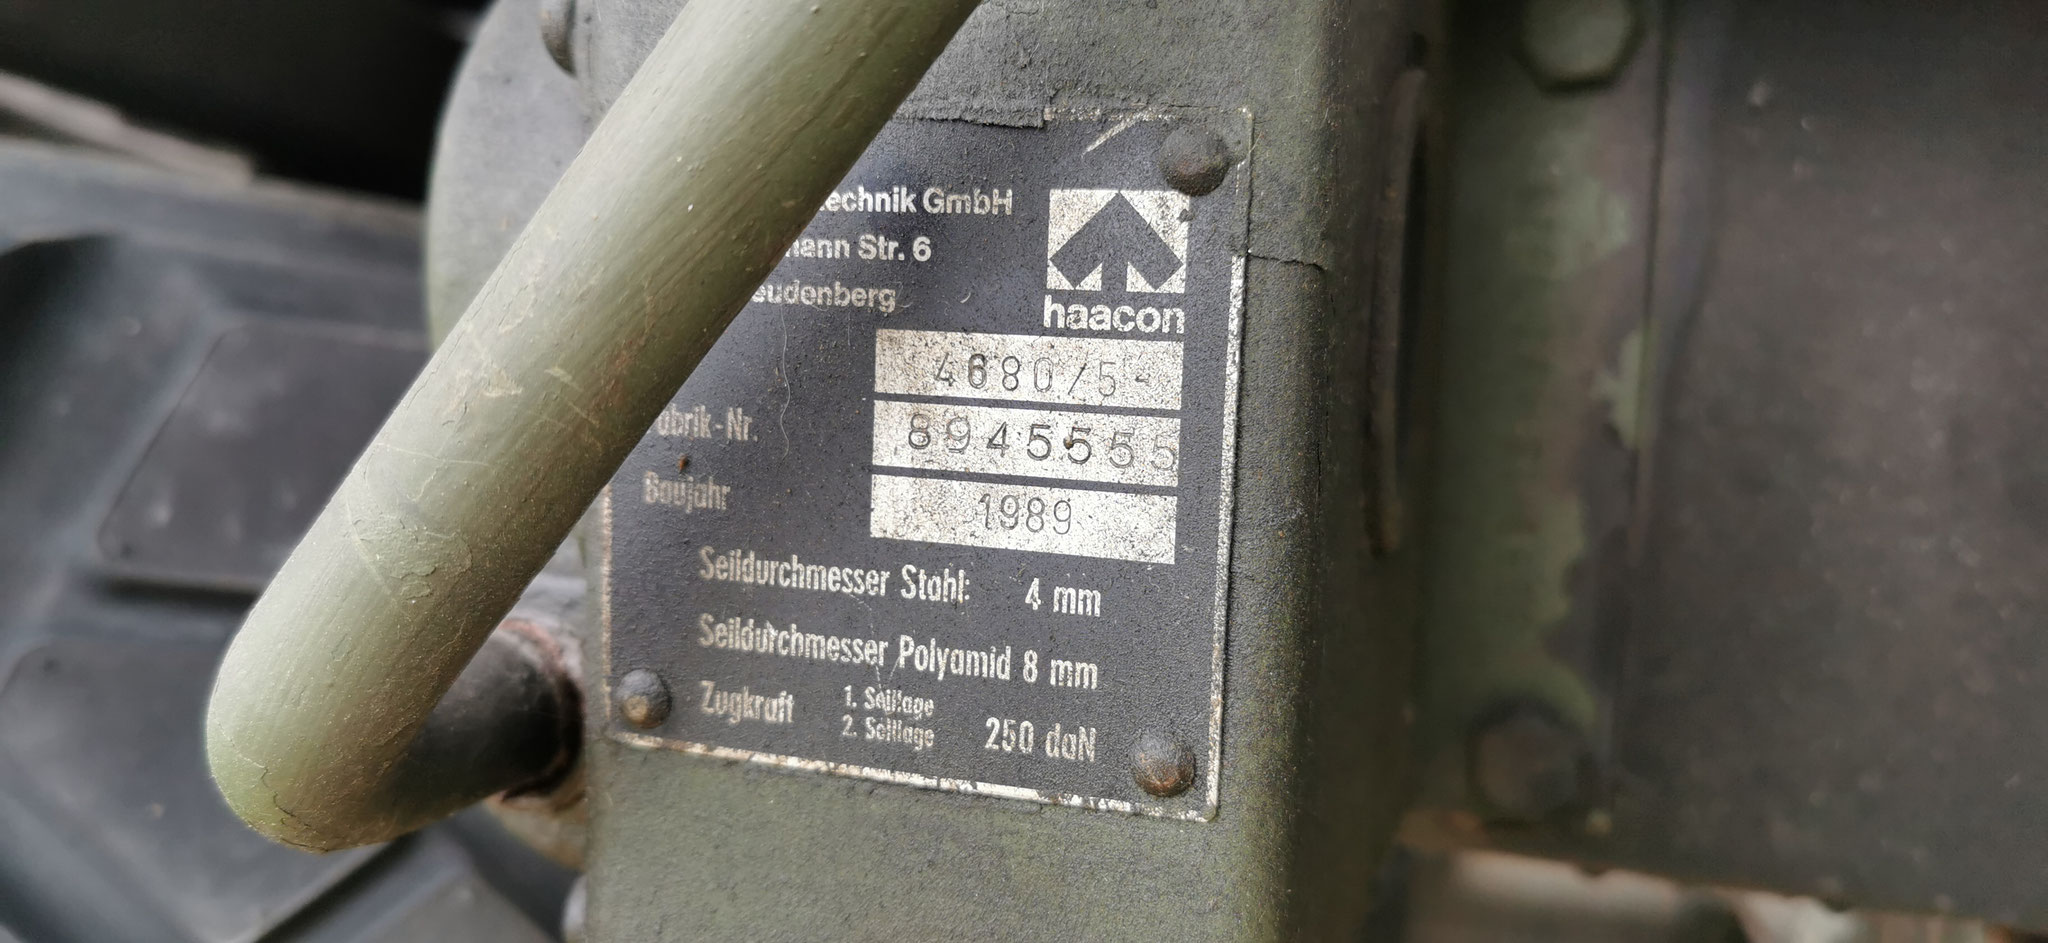 technik GmbH
mann Str. 6
eudenberg
haacon
4680/5-
Fabrik-Nr. 8945555
Baujahr 1989
Seildurchmesser Stahl: 4 mm
Seildurchmesser Polyamid 8 mm
Zugkraft 1. Seillage
2. Seillage 250 daN